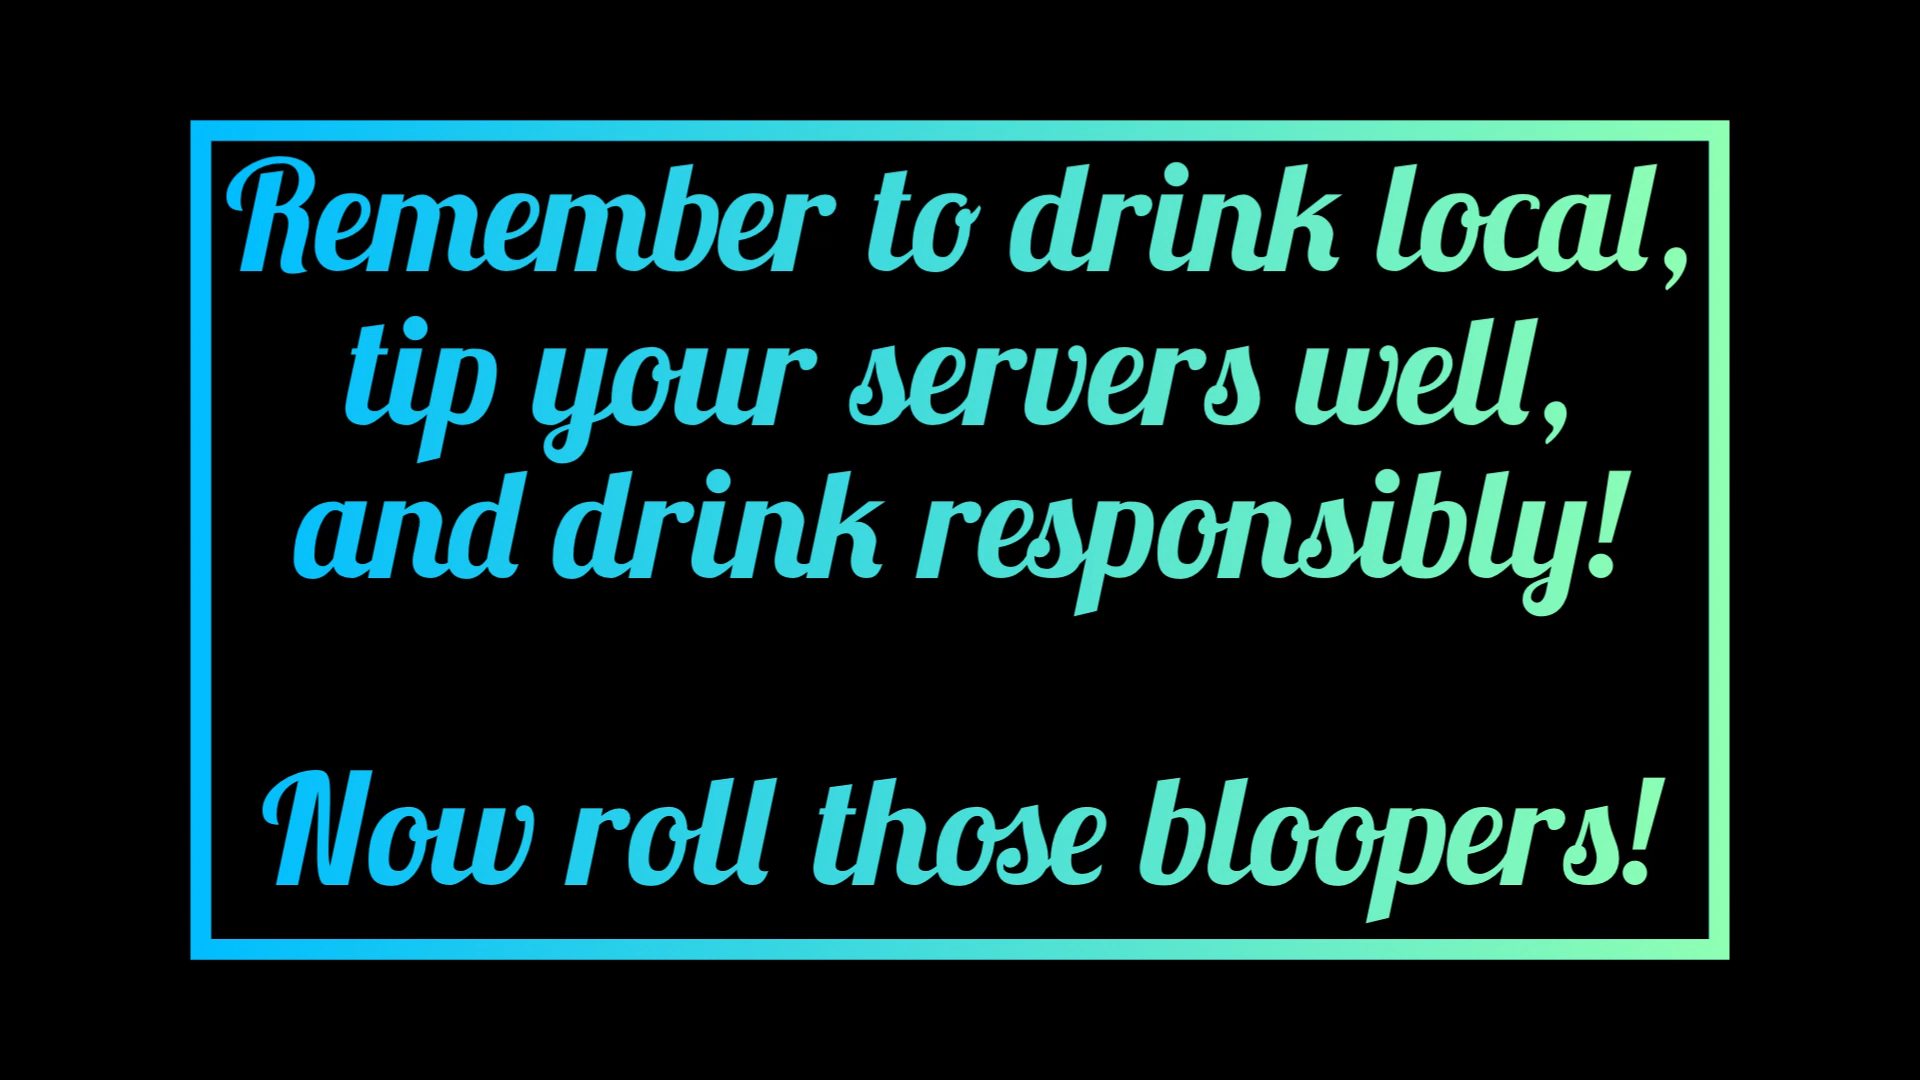 Remember to drink local,
tip your servers well,
and drink responsibly!
Now roll those bloopers!